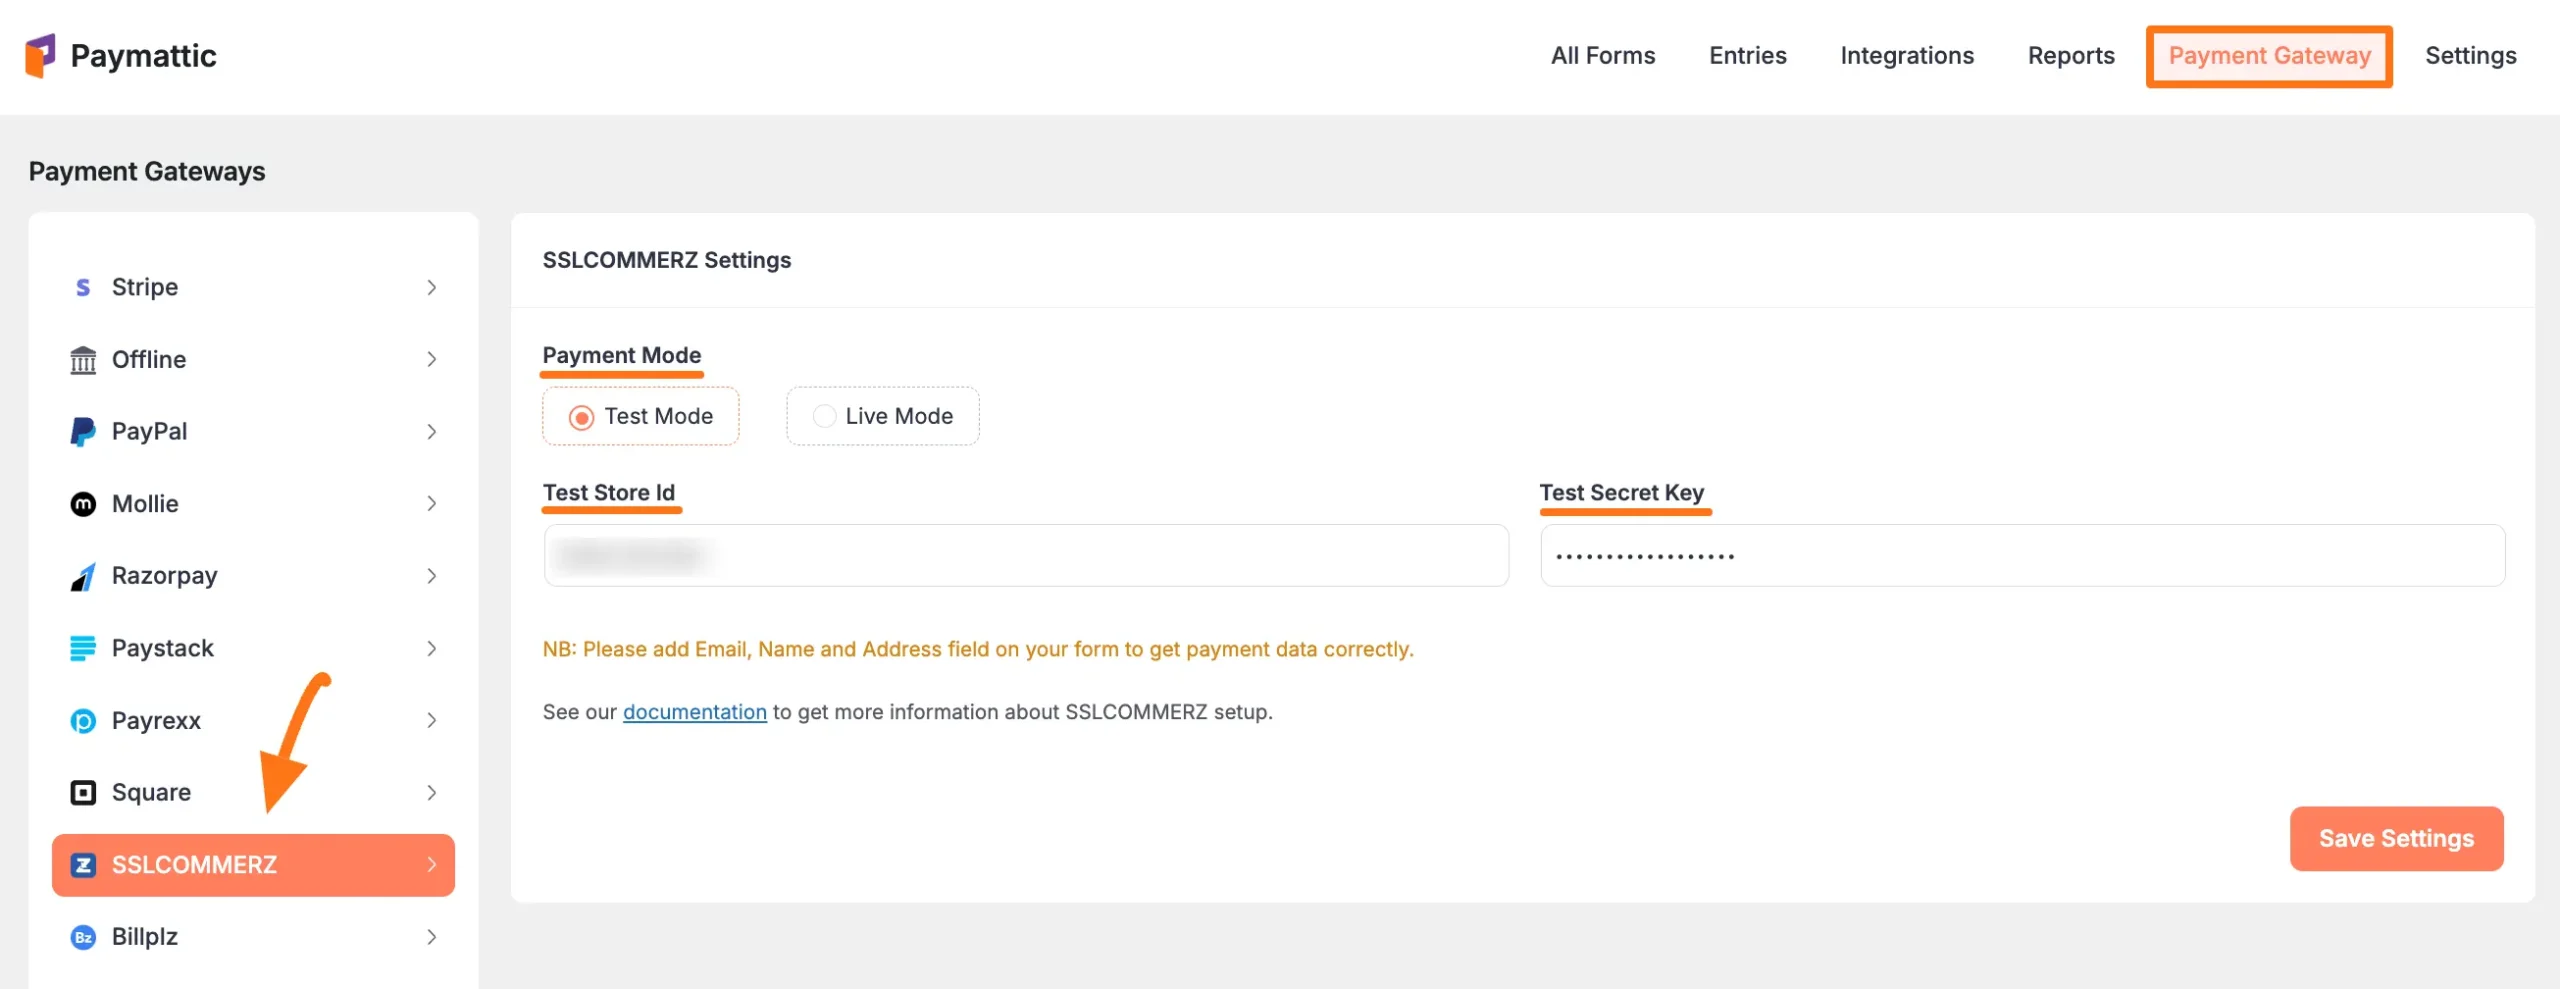 Paymattic
All Forms
Entries
Integrations
Reports
Payment Gateway
Settings
Payment Gateways
Stripe
Offline
PayPal
Mollie
Razorpay
Paystack
Payrexx
Square
SSLCOMMERZ
Billplz
SSLCOMMERZ Settings
Payment Mode
Test Mode
Live Mode
Test Store Id
Test Secret Key
NB: Please add Email, Name and Address field on your form to get payment data correctly.
See our documentation to get more information about SSLCOMMERZ setup.
Save Settings